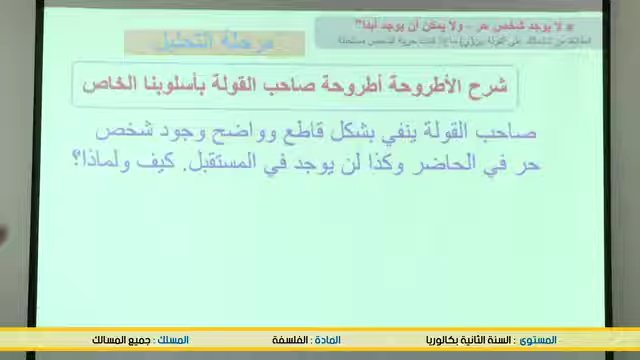 " لا يوجد شخص حر - ولا يمكن أن يوجد أبدا "
انطلاقا من
مرحلة التحليل
شرح الأطروحة أطروحة صاحب القولة بأسلوبنا الخاص
صاحب القولة ينفي بشكل قاطع وواضح وجود شخص
حر في الحاضر وكذا لن يوجد في المستقبل. كيف ولماذا؟
المستوى : السنة الثانية بكالوريا المادة : الفلسفة المسلك : جميع المسالك